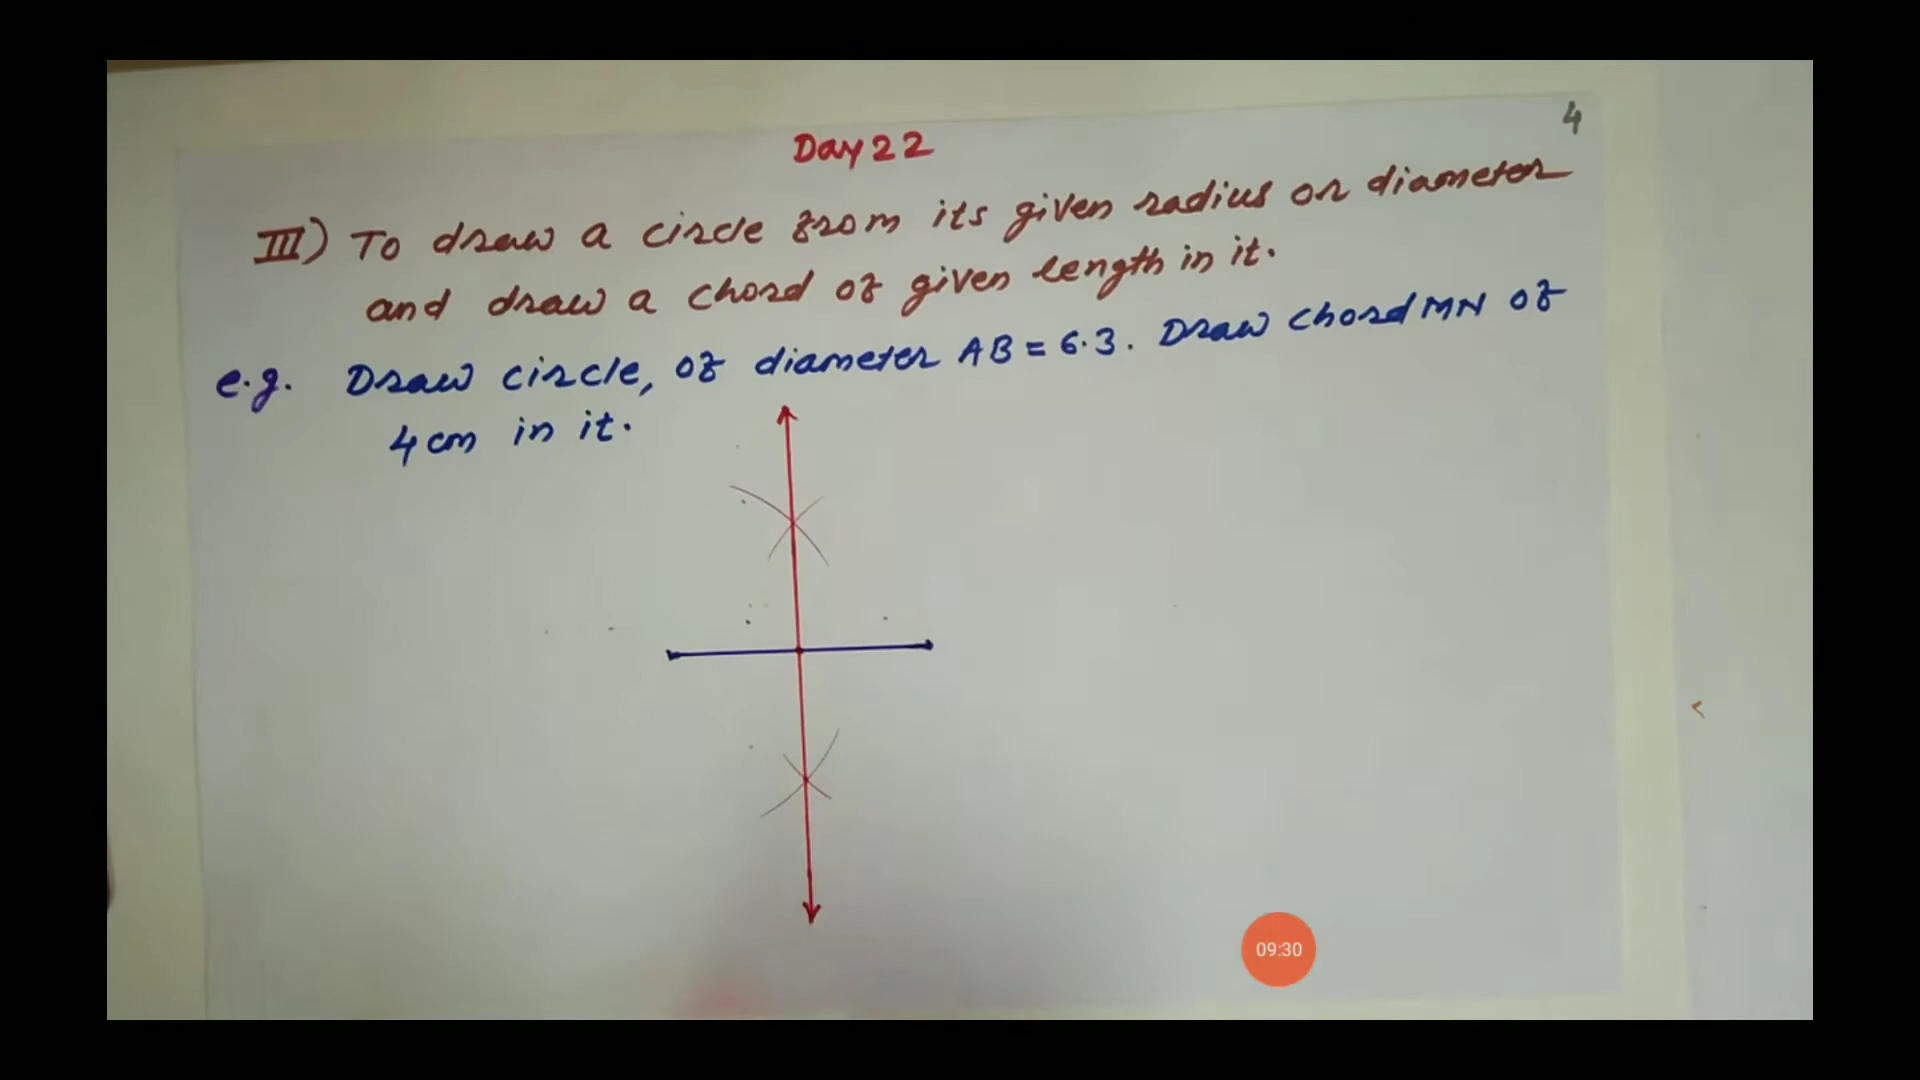 4
Day 22
III) To draw a circle from its given radius or diameter
and draw a chord of given length in it.
e.g. Draw circle, of diameter AB = 6.3. Draw chord MN of
4 cm in it.
09:30